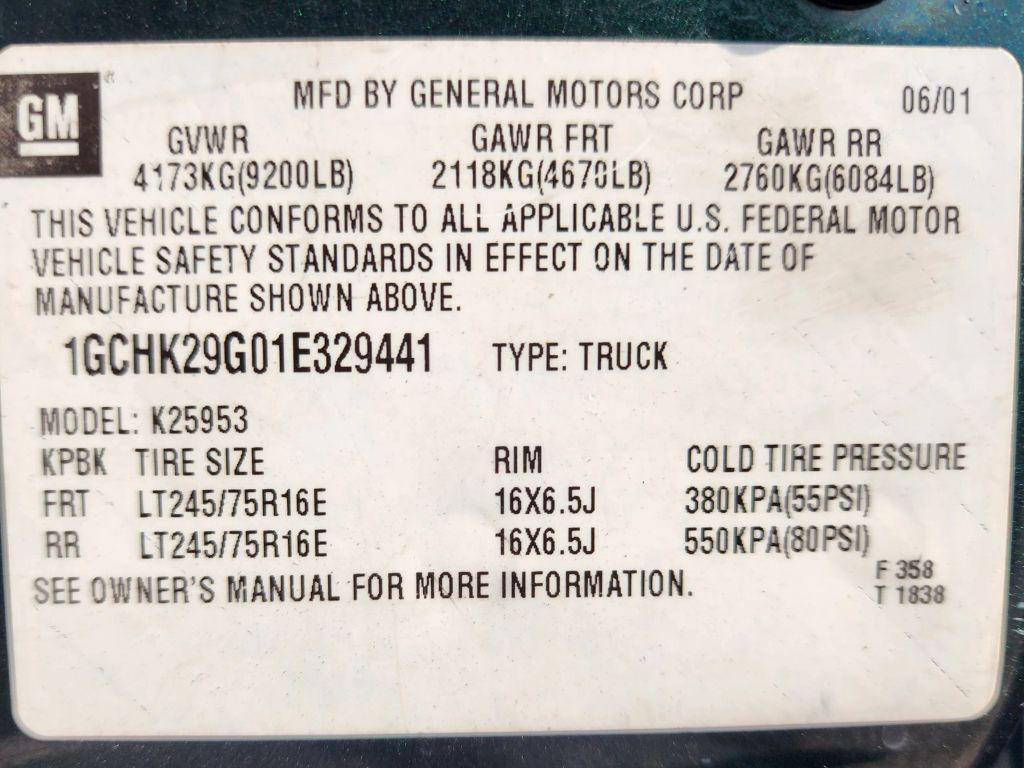 GM®
MFD BY GENERAL MOTORS CORP 06/01
GVWR GAWR FRT GAWR RR
4173KG(9200LB) 2118KG(4670LB) 2760KG(6084LB)
THIS VEHICLE CONFORMS TO ALL APPLICABLE U.S. FEDERAL MOTOR
VEHICLE SAFETY STANDARDS IN EFFECT ON THE DATE OF
MANUFACTURE SHOWN ABOVE.
1GCHK29G01E329441 TYPE: TRUCK
MODEL: K25953
KPBK TIRE SIZE RIM COLD TIRE PRESSURE
FRT LT245/75R16E 16X6.5J 380KPA(55PSI)
RR LT245/75R16E 16X6.5J 550KPA(80PSI)
SEE OWNER'S MANUAL FOR MORE INFORMATION.
F 358
T 1838